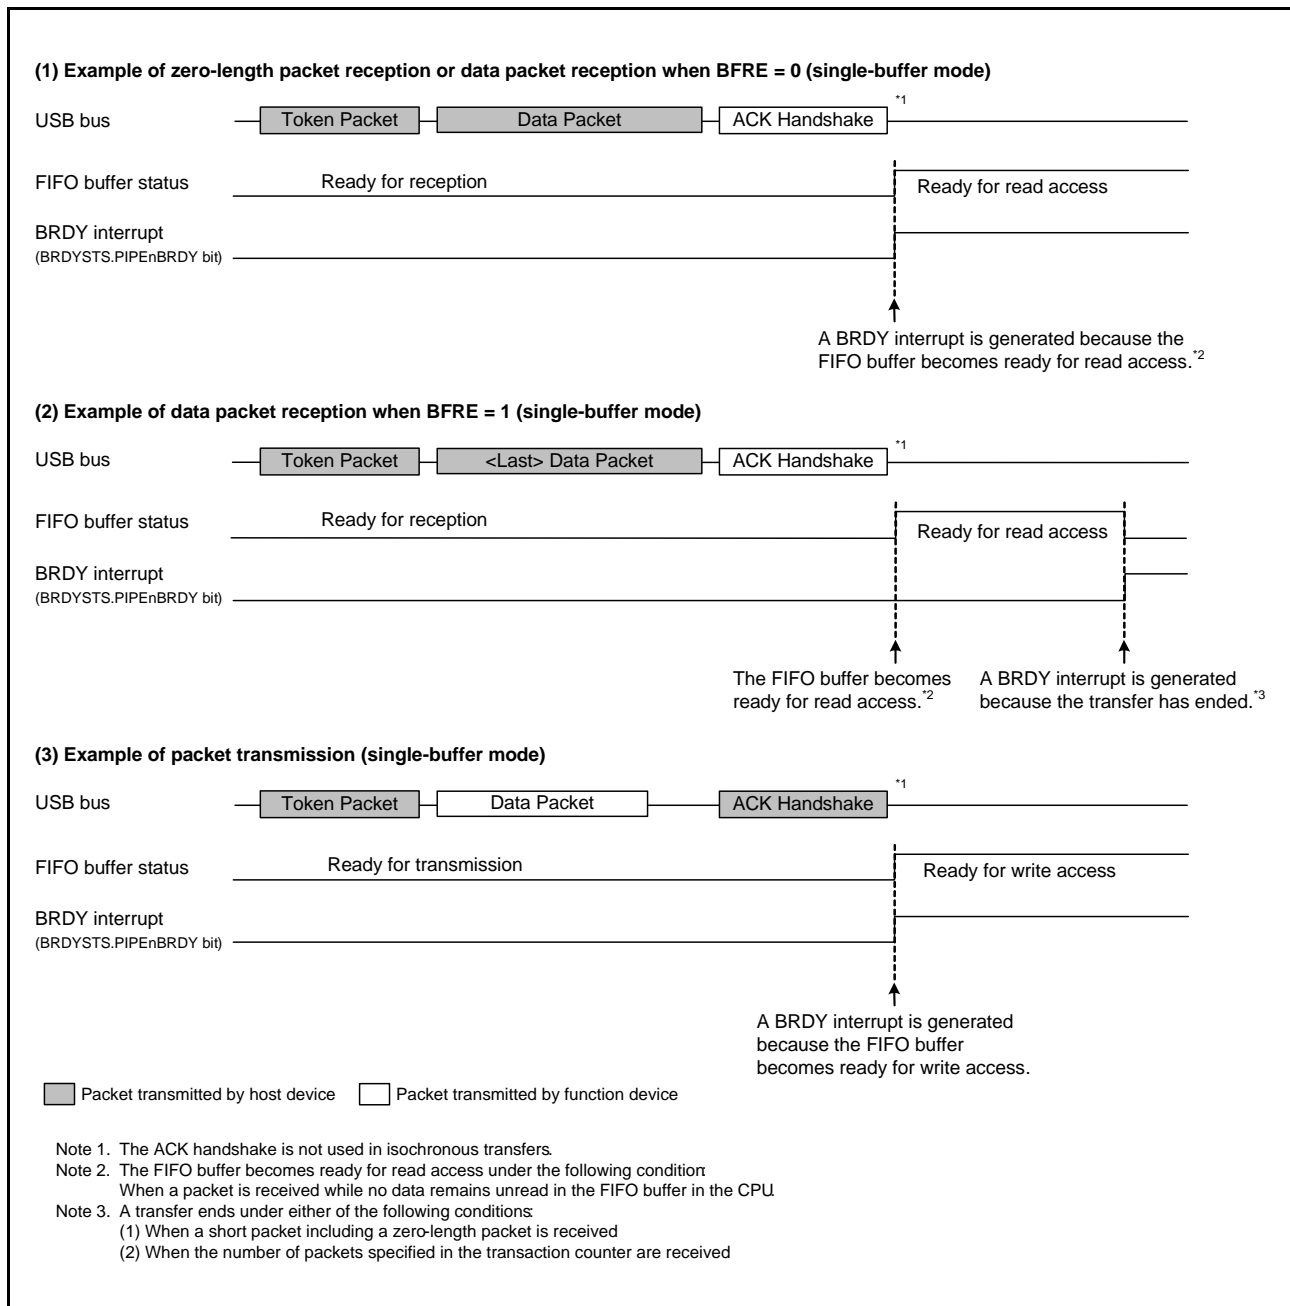 (1) Example of zero-length packet reception or data packet reception when BFRE = 0 (single-buffer mode)
USB bus
Token Packet
Data Packet
ACK Handshake
*1
FIFO buffer status
Ready for reception
Ready for read access
BRDY interrupt
(BRDYSTS.PIPEnBRDY bit)
A BRDY interrupt is generated because the
FIFO buffer becomes ready for read access.*2
(2) Example of data packet reception when BFRE = 1 (single-buffer mode)
USB bus
Token Packet
<Last> Data Packet
ACK Handshake
*1
FIFO buffer status
Ready for reception
Ready for read access
BRDY interrupt
(BRDYSTS.PIPEnBRDY bit)
The FIFO buffer becomes
ready for read access.*2
A BRDY interrupt is generated
because the transfer has ended.*3
(3) Example of packet transmission (single-buffer mode)
USB bus
Token Packet
Data Packet
ACK Handshake
*1
FIFO buffer status
Ready for transmission
Ready for write access
BRDY interrupt
(BRDYSTS.PIPEnBRDY bit)
A BRDY interrupt is generated
because the FIFO buffer
becomes ready for write access.
Packet transmitted by host device
Packet transmitted by function device
Note 1. The ACK handshake is not used in isochronous transfers.
Note 2. The FIFO buffer becomes ready for read access under the following condition:
When a packet is received while no data remains unread in the FIFO buffer in the CPU.
Note 3. A transfer ends under either of the following conditions:
(1) When a short packet including a zero-length packet is received
(2) When the number of packets specified in the transaction counter are received